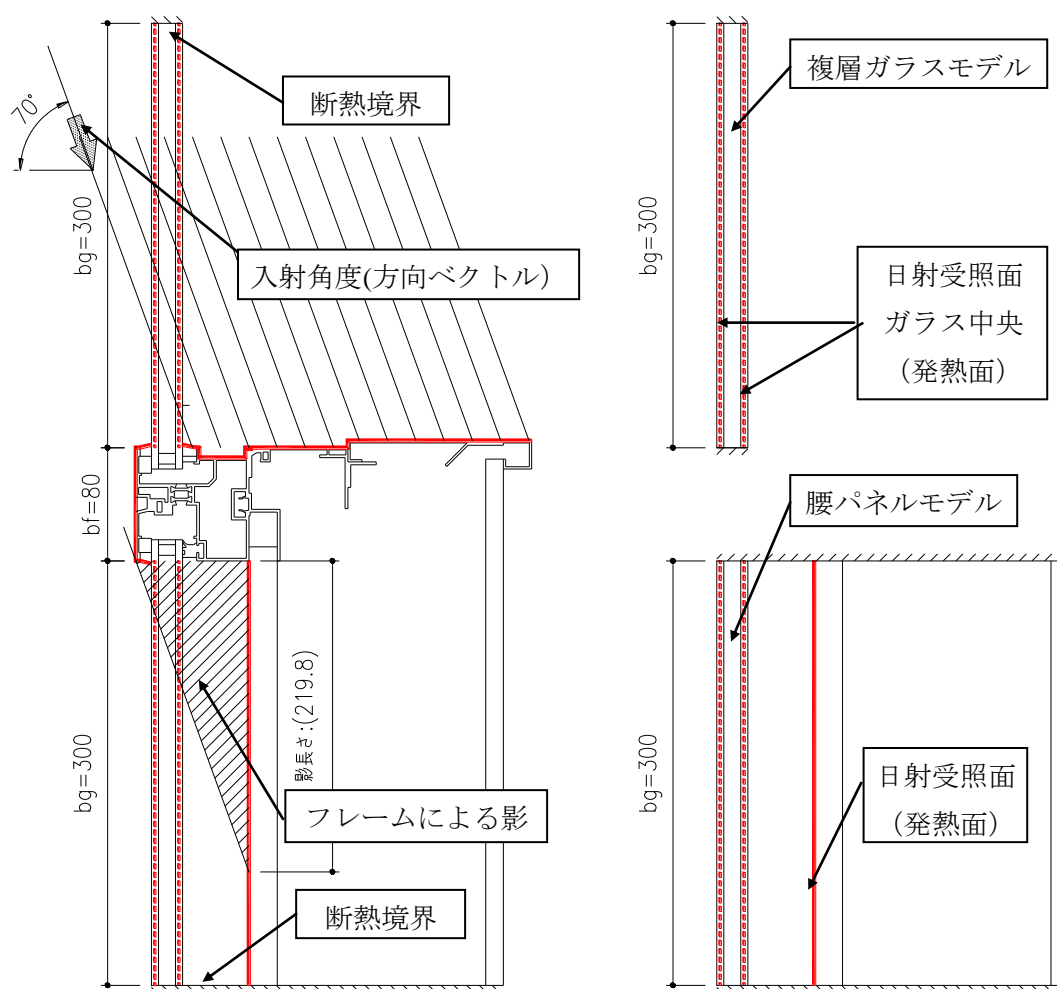 断熱境界
複層ガラスモデル
70°
bg=300
bg=300
入射角度(方向ベクトル）
日射受照面
ガラス中央
（発熱面）
bf=80
腰パネルモデル
影長さ:(219.8)
bg=300
bg=300
日射受照面
（発熱面）
フレームによる影
断熱境界